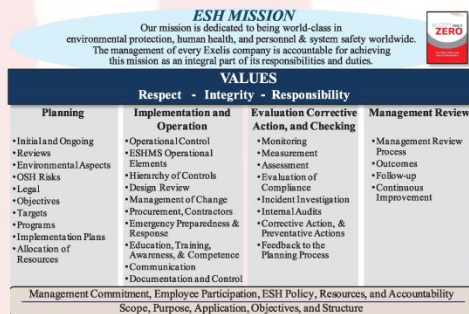 ESH MISSION
Our mission is dedicated to being world-class in
environmental protection, human health, and personnel & system safety worldwide.
The management of every Exelis company is accountable for achieving
this mission as an integral part of its responsibilities and duties.
ZERO
VALUES
Respect - Integrity - Responsibility
Planning
•Initial and Ongoing
•Reviews
•Environmental Aspects
•OSH Risks
•Legal
•Objectives
•Targets
•Programs
•Implementation Plans
•Allocation of
Resources
Implementation and
Operation
•Operational Control
•ESHMS Operational
Elements
•Hierarchy of Controls
•Design Review
•Management of Change
•Procurement, Contractors
•Emergency Preparedness &
Response
•Education, Training,
Awareness, & Competence
•Communication
•Documentation and Control
Evaluation Corrective
Action, and Checking
•Monitoring
•Measurement
•Assessment
•Evaluation of
Compliance
•Incident Investigation
•Internal Audits
•Corrective Action, &
Preventative Actions
•Feedback to the
Planning Process
Management Review
•Management Review
Process
•Outcomes
•Follow-up
•Continuous
Improvement
Management Commitment, Employee Participation, ESH Policy, Resources, and Accountability
Scope, Purpose, Application, Objectives, and Structure